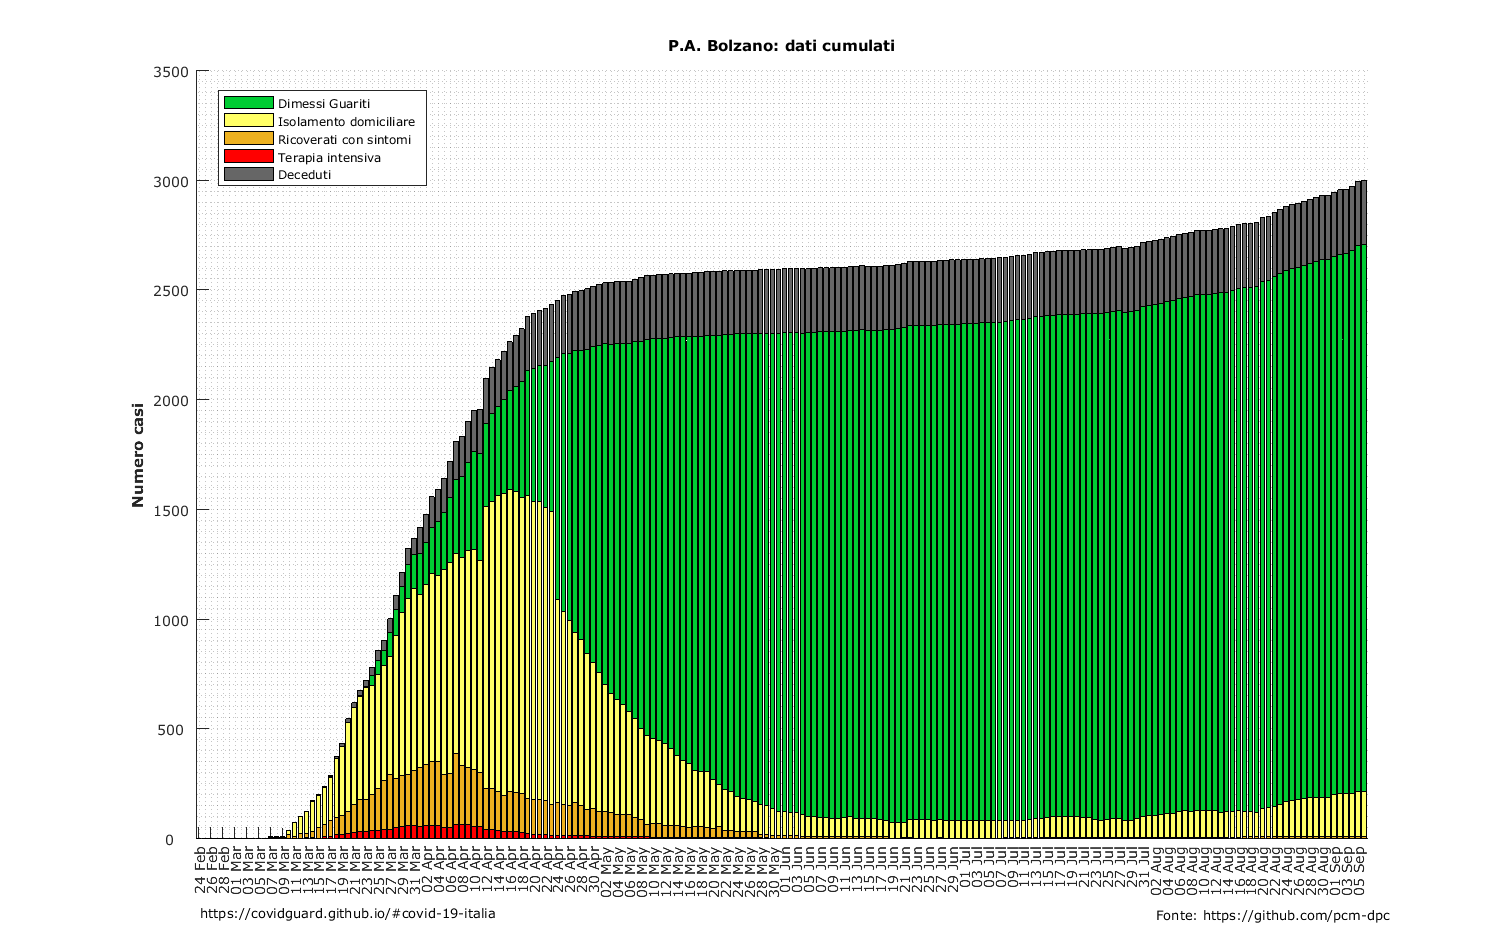 P.A. Bolzano: dati cumulati
3500
3000
2500
2000
1500
1000
500
0
Numero casi
Dimessi Guariti
Isolamento domiciliare
Ricoverati con sintomi
Terapia intensiva
Deceduti
24 Feb
26 Feb
28 Feb
01 Mar
03 Mar
05 Mar
07 Mar
09 Mar
11 Mar
13 Mar
15 Mar
17 Mar
19 Mar
21 Mar
23 Mar
25 Mar
27 Mar
29 Mar
31 Mar
02 Apr
04 Apr
06 Apr
08 Apr
10 Apr
12 Apr
14 Apr
16 Apr
18 Apr
20 Apr
22 Apr
24 Apr
26 Apr
28 Apr
30 Apr
02 May
04 May
06 May
08 May
10 May
12 May
14 May
16 May
18 May
20 May
22 May
24 May
26 May
28 May
30 May
01 Jun
03 Jun
05 Jun
07 Jun
09 Jun
11 Jun
13 Jun
15 Jun
17 Jun
19 Jun
21 Jun
23 Jun
25 Jun
27 Jun
29 Jun
01 Jul
03 Jul
05 Jul
07 Jul
09 Jul
11 Jul
13 Jul
15 Jul
17 Jul
19 Jul
21 Jul
23 Jul
25 Jul
27 Jul
29 Jul
31 Jul
02 Aug
04 Aug
06 Aug
08 Aug
10 Aug
12 Aug
14 Aug
16 Aug
18 Aug
20 Aug
22 Aug
24 Aug
26 Aug
28 Aug
30 Aug
01 Sep
03 Sep
05 Sep
https://covidguard.github.io/#covid-19-italia
Fonte: https://github.com/pcm-dpc